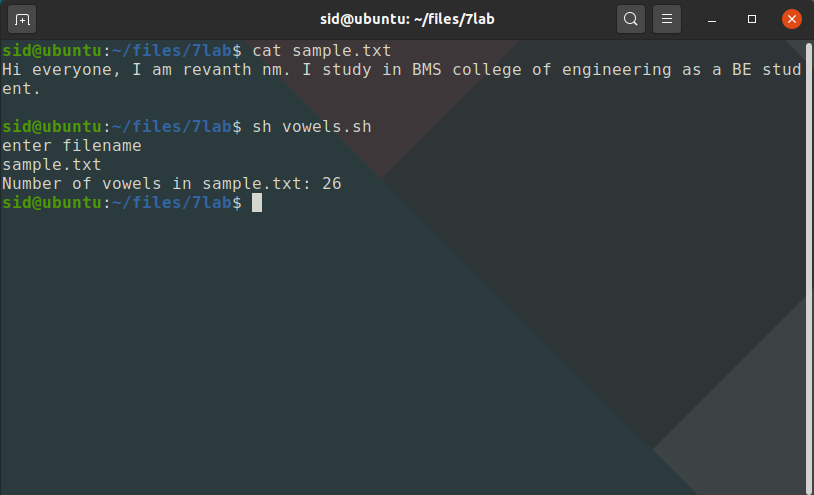 sid@ubuntu: ~/files/7lab
sid@ubuntu:~/files/7lab$ cat sample.txt
Hi everyone, I am revanth nm. I study in BMS college of engineering as a BE stud
ent.
sid@ubuntu:~/files/7lab$ sh vowels.sh
enter filename
sample.txt
Number of vowels in sample.txt: 26
sid@ubuntu:~/files/7lab$